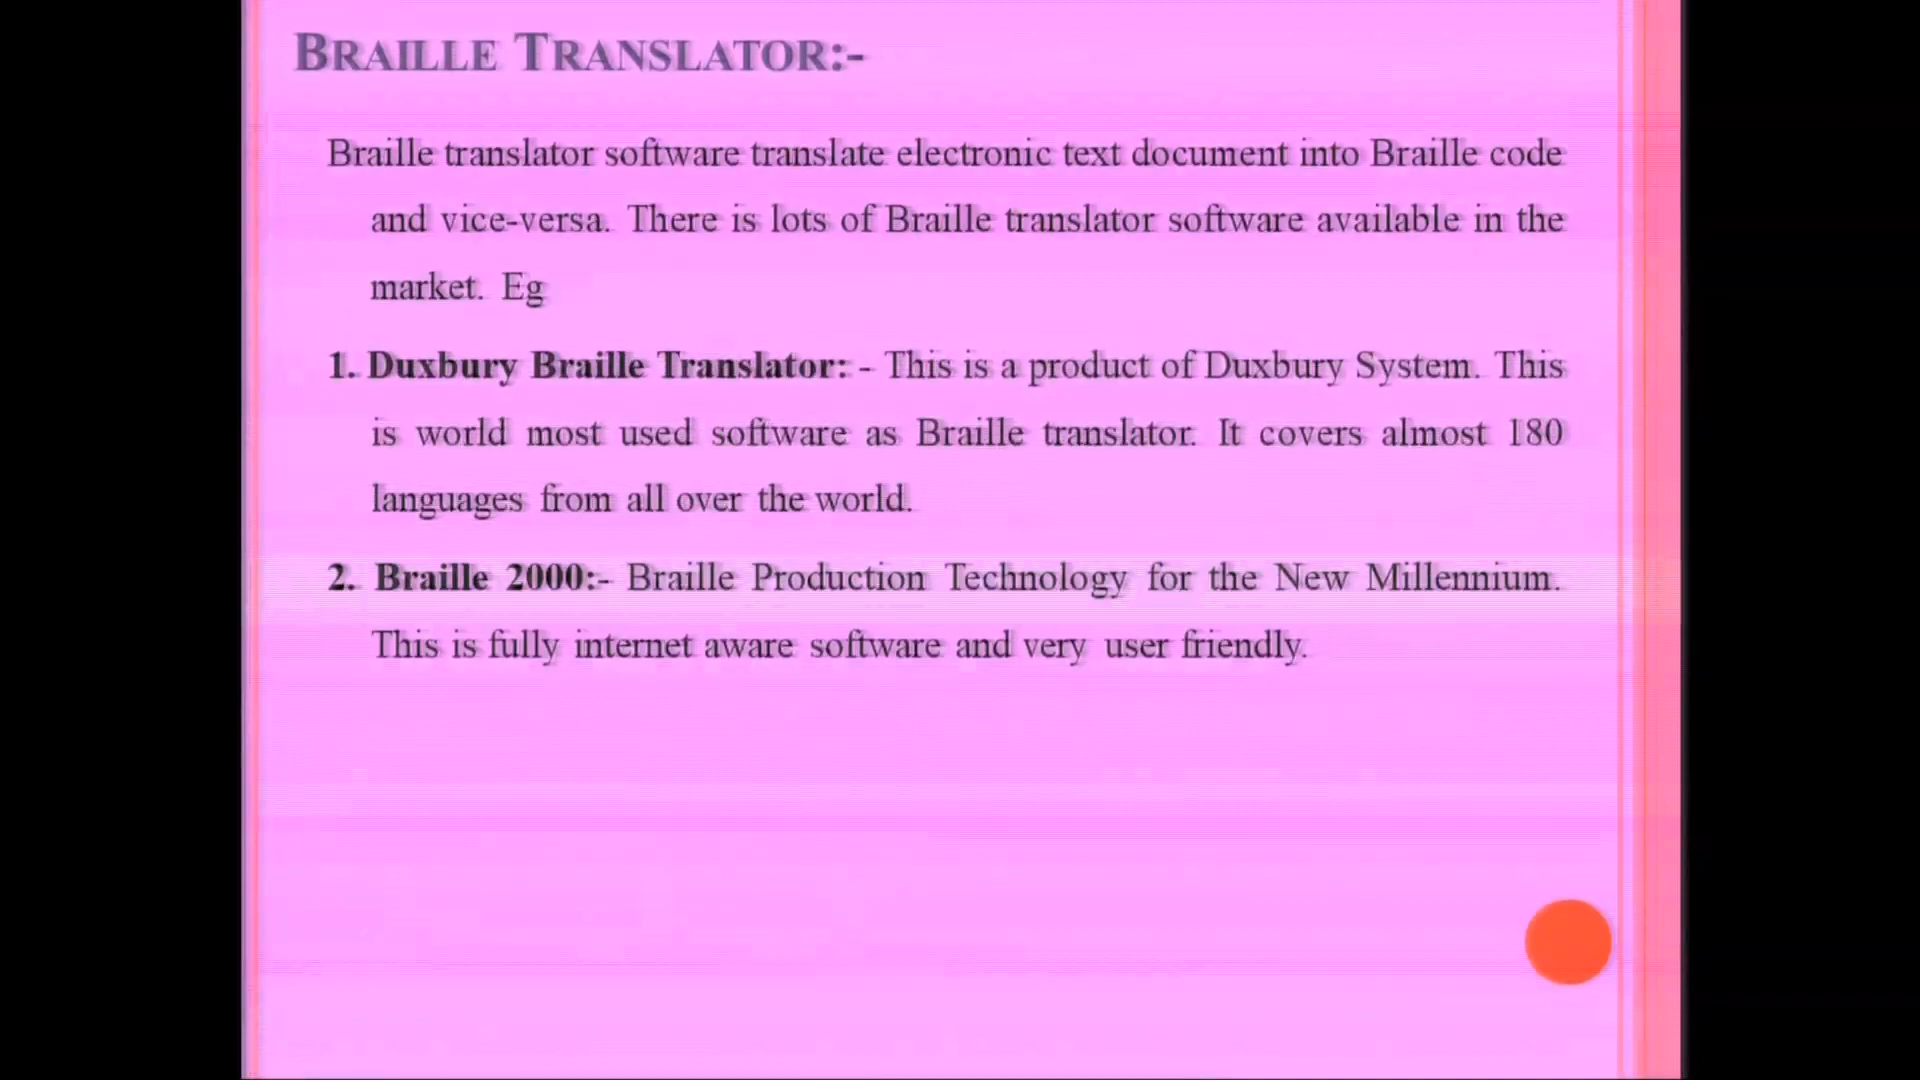 BRAILLE TRANSLATOR:-
Braille translator software translate electronic text document into Braille code
and vice-versa. There is lots of Braille translator software available in the
market. Eg
1. Duxbury Braille Translator: - This is a product of Duxbury System. This
is world most used software as Braille translator. It covers almost 180
languages from all over the world.
2. Braille 2000:- Braille Production Technology for the New Millennium.
This is fully internet aware software and very user friendly.